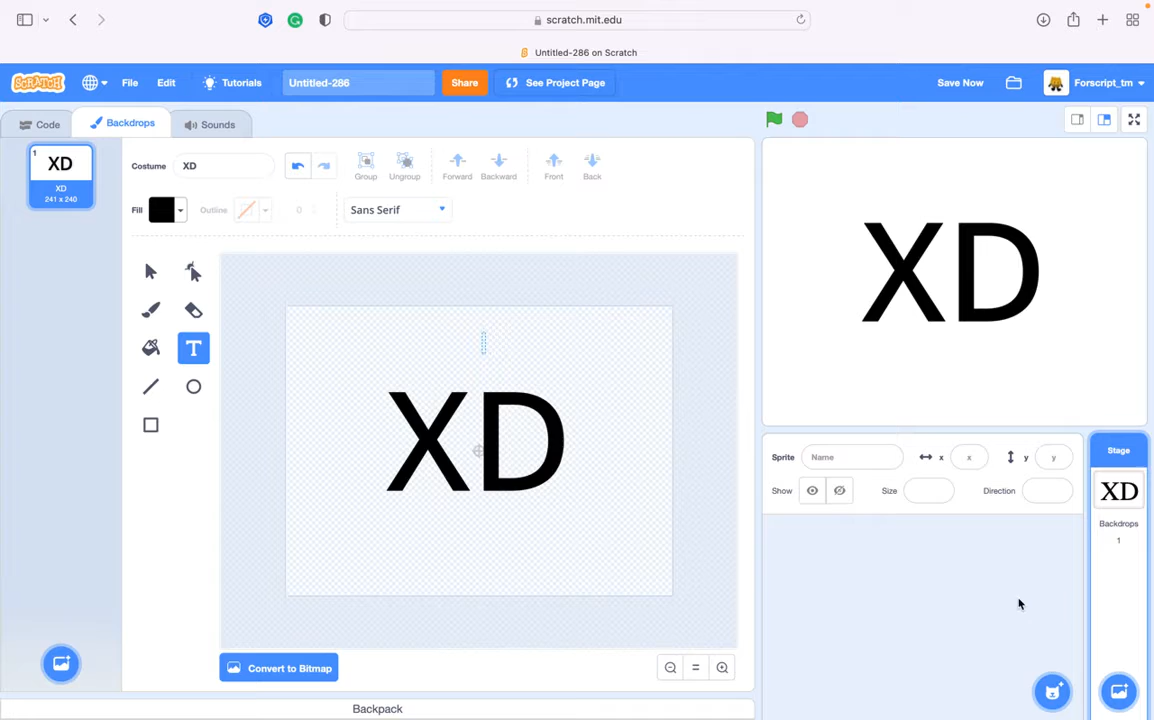 scratch.mit.edu
Untitled-286 on Scratch
SCRATCH
File
Edit
Tutorials
Untitled-286
Share
See Project Page
Save Now
Forscript_tm
Code
Backdrops
Sounds
1
XD
XD
241 x 240
Costume
XD
Group
Ungroup
Forward
Backward
Front
Back
Fill
Outline
0
Sans Serif
T
XD
Convert to Bitmap
Backpack
XD
Sprite
Name
x
x
y
y
Show
Size
Direction
Stage
XD
Backdrops
1